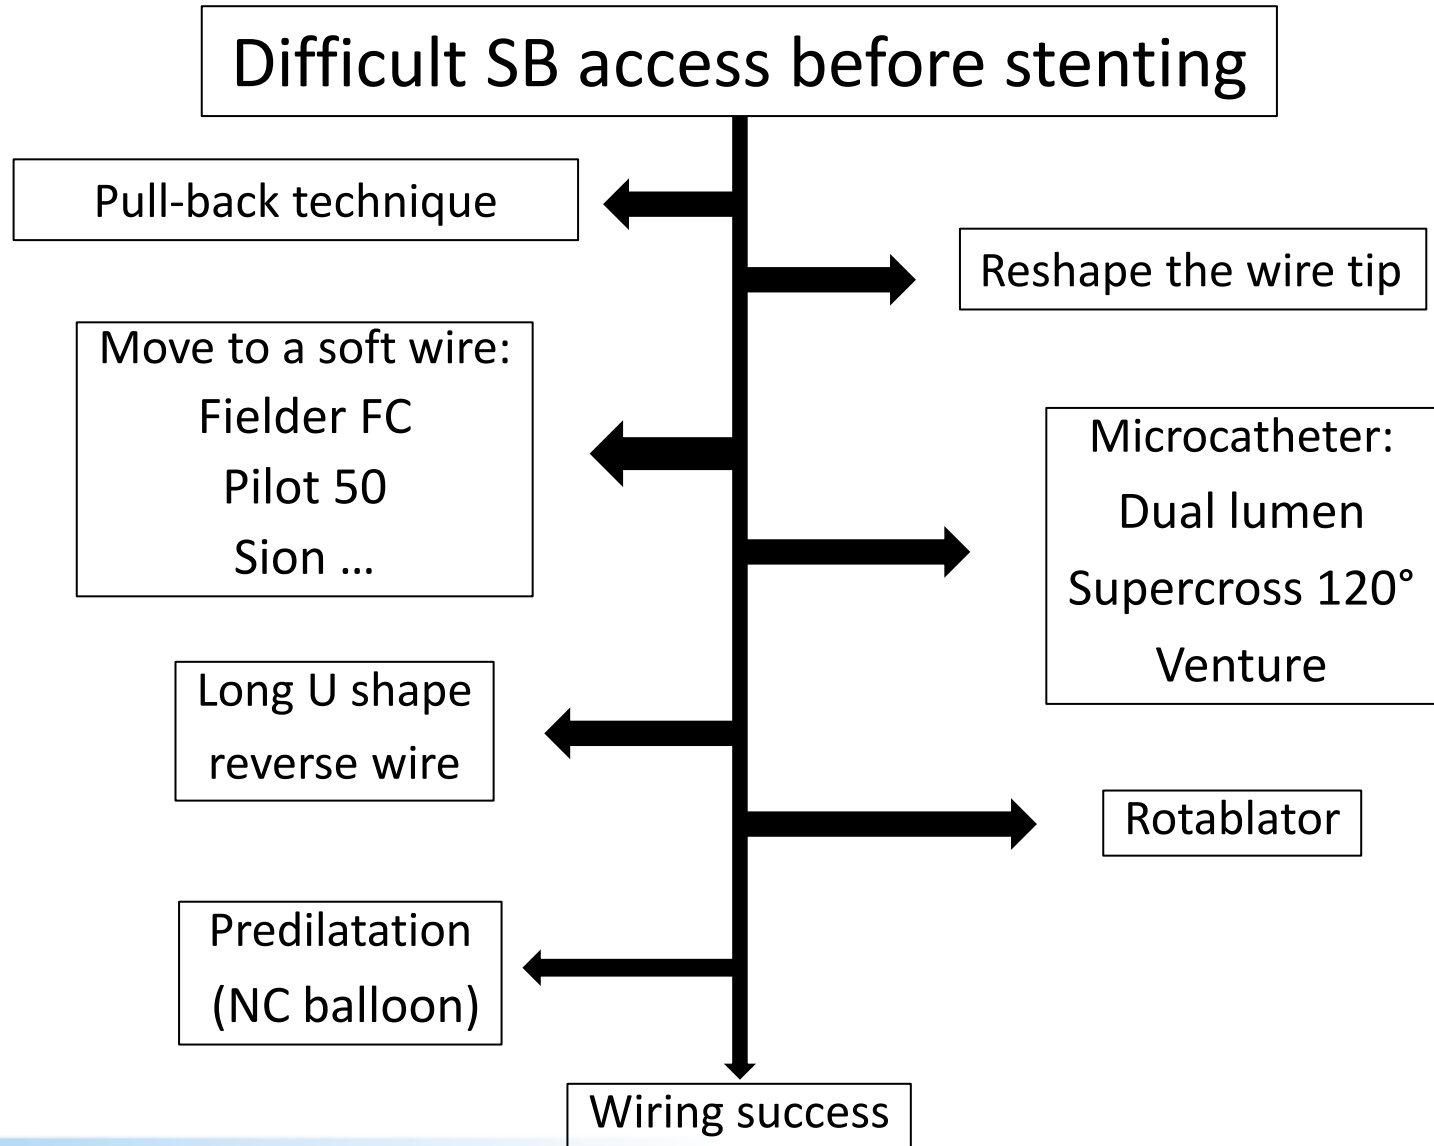 Difficult SB access before stenting
Pull-back technique
Reshape the wire tip
Move to a soft wire:
Fielder FC
Pilot 50
Sion ...
Microcatheter:
Dual lumen
Supercross 120°
Venture
Long U shape
reverse wire
Rotablator
Predilatation
(NC balloon)
Wiring success